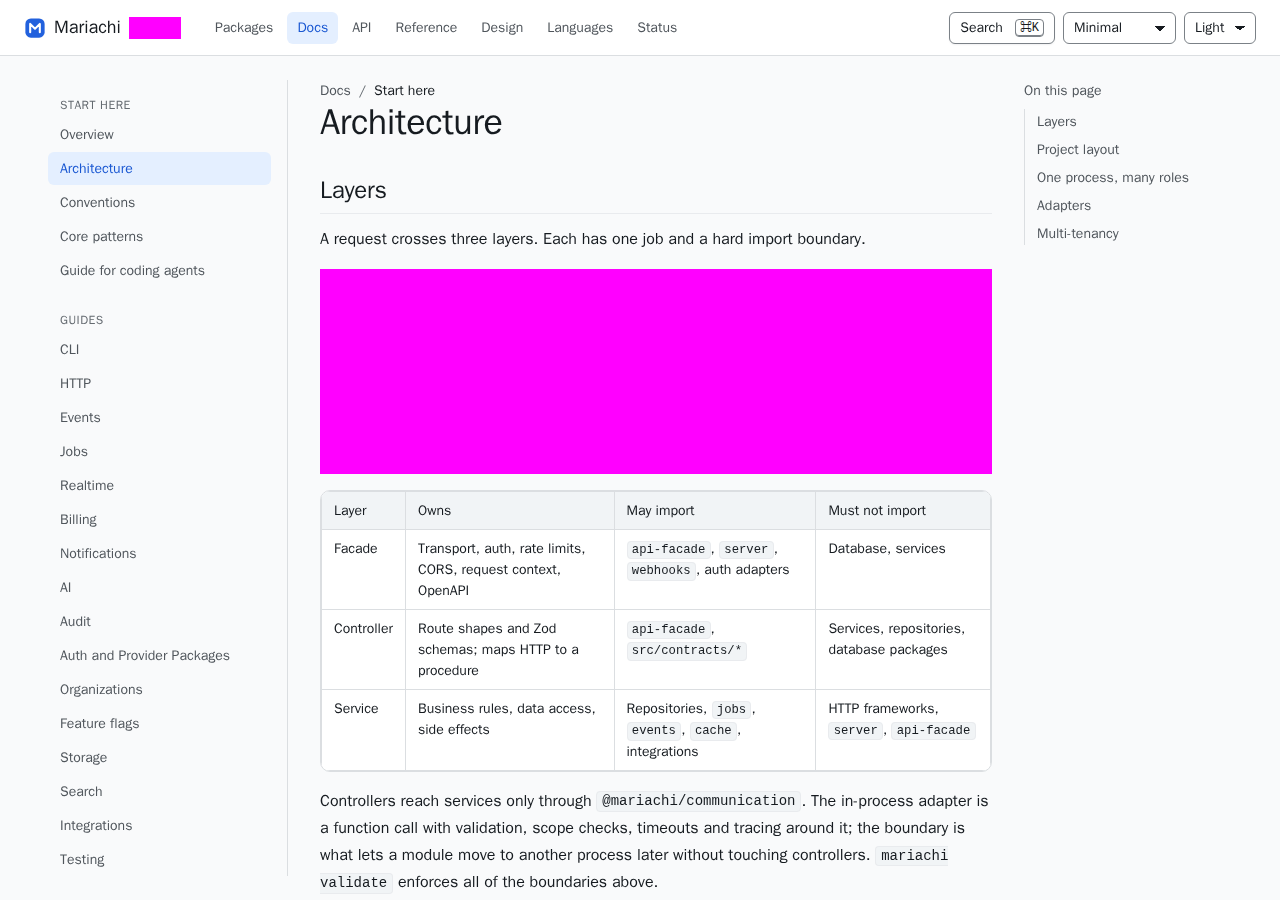 Mariachi
Packages
Docs
API
Reference
Design
Languages
Status
Search ⌘K
Minimal
Light
START HERE
Overview
Architecture
Conventions
Core patterns
Guide for coding agents
GUIDES
CLI
HTTP
Events
Jobs
Realtime
Billing
Notifications
AI
Audit
Auth and Provider Packages
Organizations
Feature flags
Storage
Search
Integrations
Testing
Docs / Start here
Architecture
Layers
A request crosses three layers. Each has one job and a hard import boundary.
Layer
Owns
May import
Must not import
Facade
Transport, auth, rate limits,
CORS, request context,
OpenAPI
api-facade, server,
webhooks, auth adapters
Database, services
Controller
Route shapes and Zod
schemas; maps HTTP to a
procedure
api-facade,
src/contracts/*
Services, repositories,
database packages
Service
Business rules, data access,
side effects
Repositories, jobs,
events, cache,
integrations
HTTP frameworks,
server, api-facade
Controllers reach services only through @mariachi/communication. The in-process adapter is
a function call with validation, scope checks, timeouts and tracing around it; the boundary is
what lets a module move to another process later without touching controllers. mariachi
validate enforces all of the boundaries above.
On this page
Layers
Project layout
One process, many roles
Adapters
Multi-tenancy